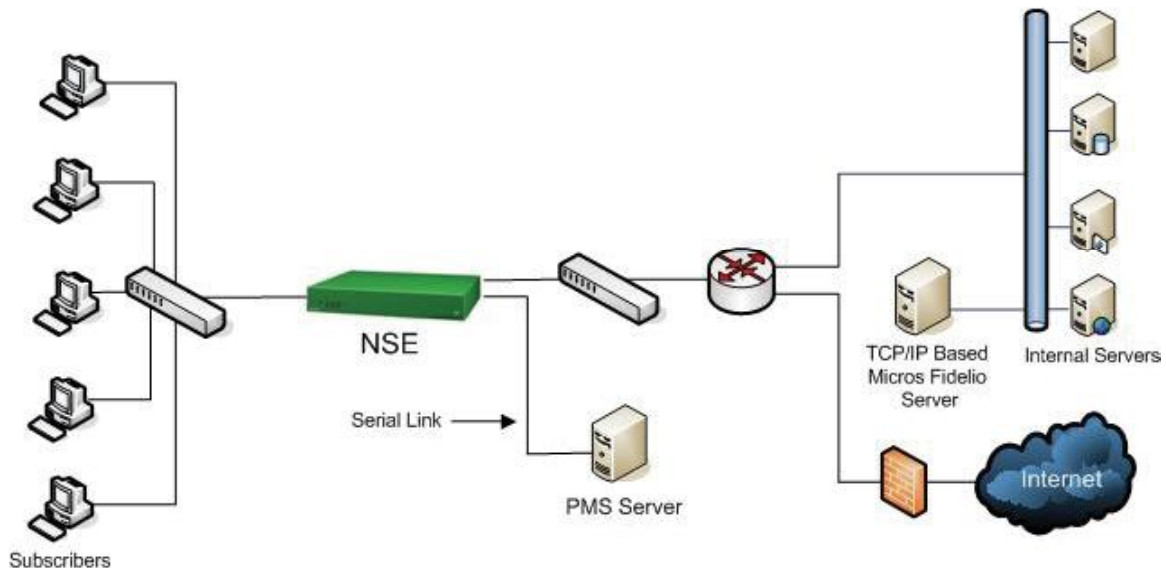 NSE
Serial Link
PMS Server
TCP/IP Based
Micros Fidelio
Server
Internal Servers
Internet
Subscribers